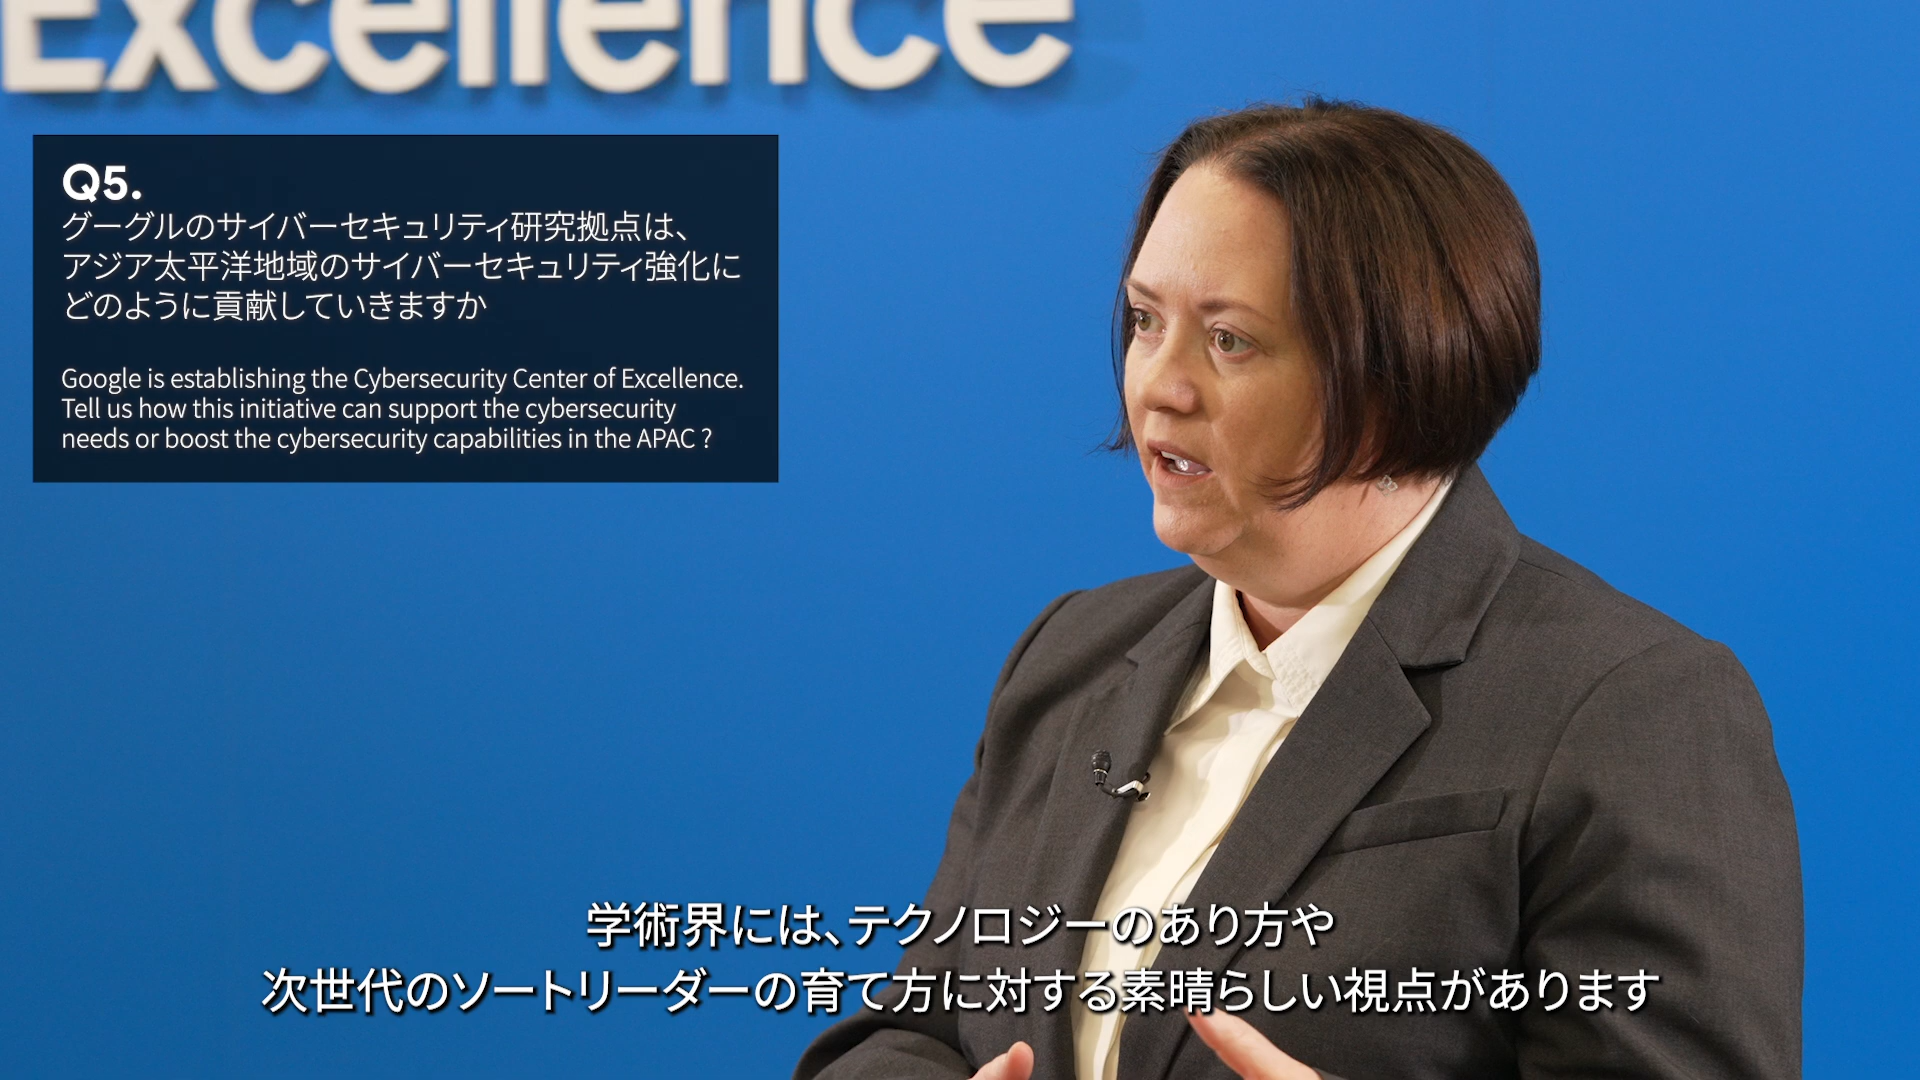 Excellence
Q5.
グーグルのサイバーセキュリティ研究拠点は、
アジア太平洋地域のサイバーセキュリティ強化に
どのように貢献していきますか
Google is establishing the Cybersecurity Center of Excellence.
Tell us how this initiative can support the cybersecurity
needs or boost the cybersecurity capabilities in the APAC ?
学術界には、テクノロジーのあり方や
次世代のソートリーダーの育て方に対する素晴らしい視点があります